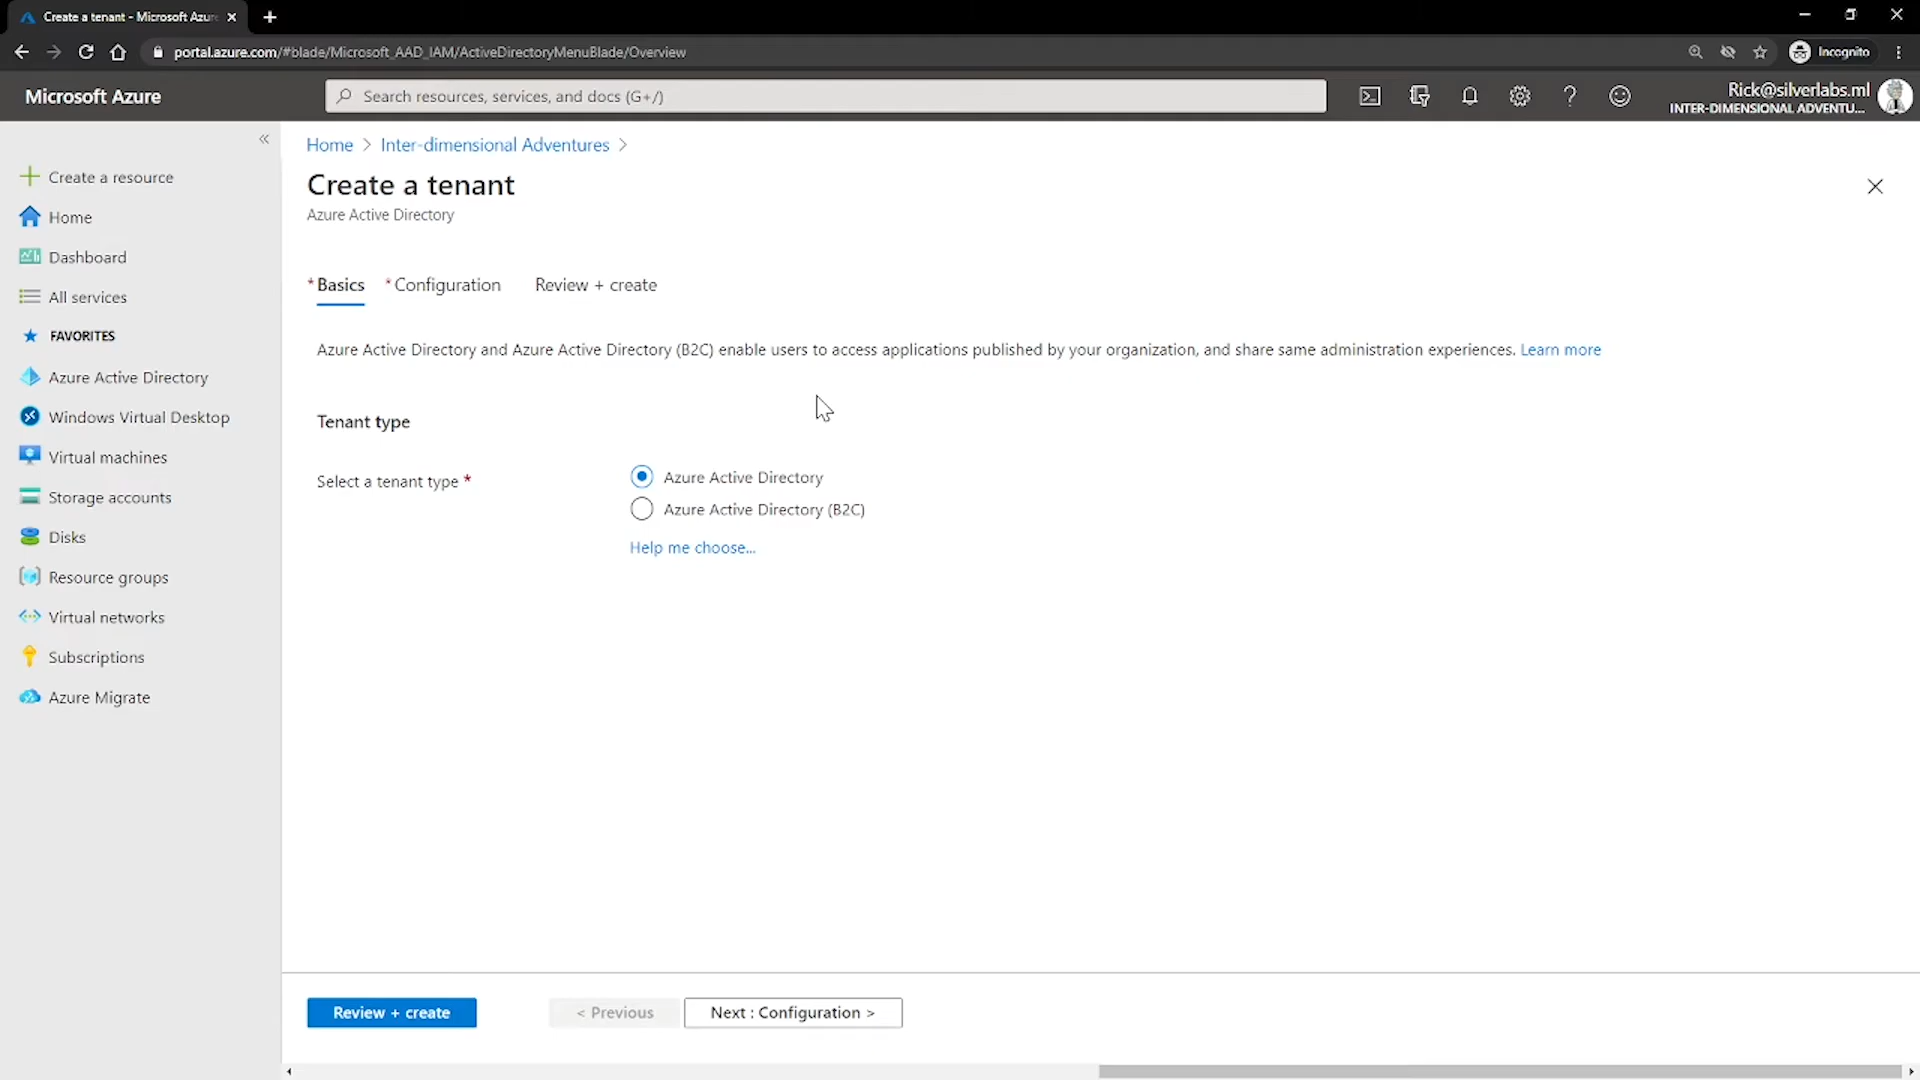 Create a tenant - Microsoft Azur
portal.azure.com/#blade/Microsoft_AAD_IAM/ActiveDirectoryMenuBlade/Overview
Incognito
Microsoft Azure
Search resources, services, and docs (G+/)
Rick@silverlabs.ml
INTER-DIMENSIONAL ADVENTU...
Home > Inter-dimensional Adventures >
Create a tenant
Azure Active Directory
Create a resource
Home
Dashboard
All services
FAVORITES
Azure Active Directory
Windows Virtual Desktop
Virtual machines
Storage accounts
Disks
Resource groups
Virtual networks
Subscriptions
Azure Migrate
* Basics * Configuration Review + create
Azure Active Directory and Azure Active Directory (B2C) enable users to access applications published by your organization, and share same administration experiences. Learn more
Tenant type
Select a tenant type *
Azure Active Directory
Azure Active Directory (B2C)
Help me choose...
Review + create
< Previous
Next : Configuration >